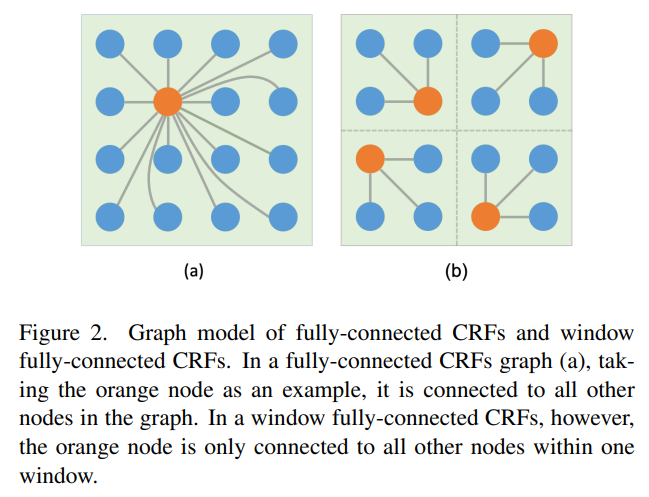 (a)
(b)
Figure 2. Graph model of fully-connected CRFs and window
fully-connected CRFs. In a fully-connected CRFs graph (a), tak-
ing the orange node as an example, it is connected to all other
nodes in the graph. In a window fully-connected CRFs, however,
the orange node is only connected to all other nodes within one
window.